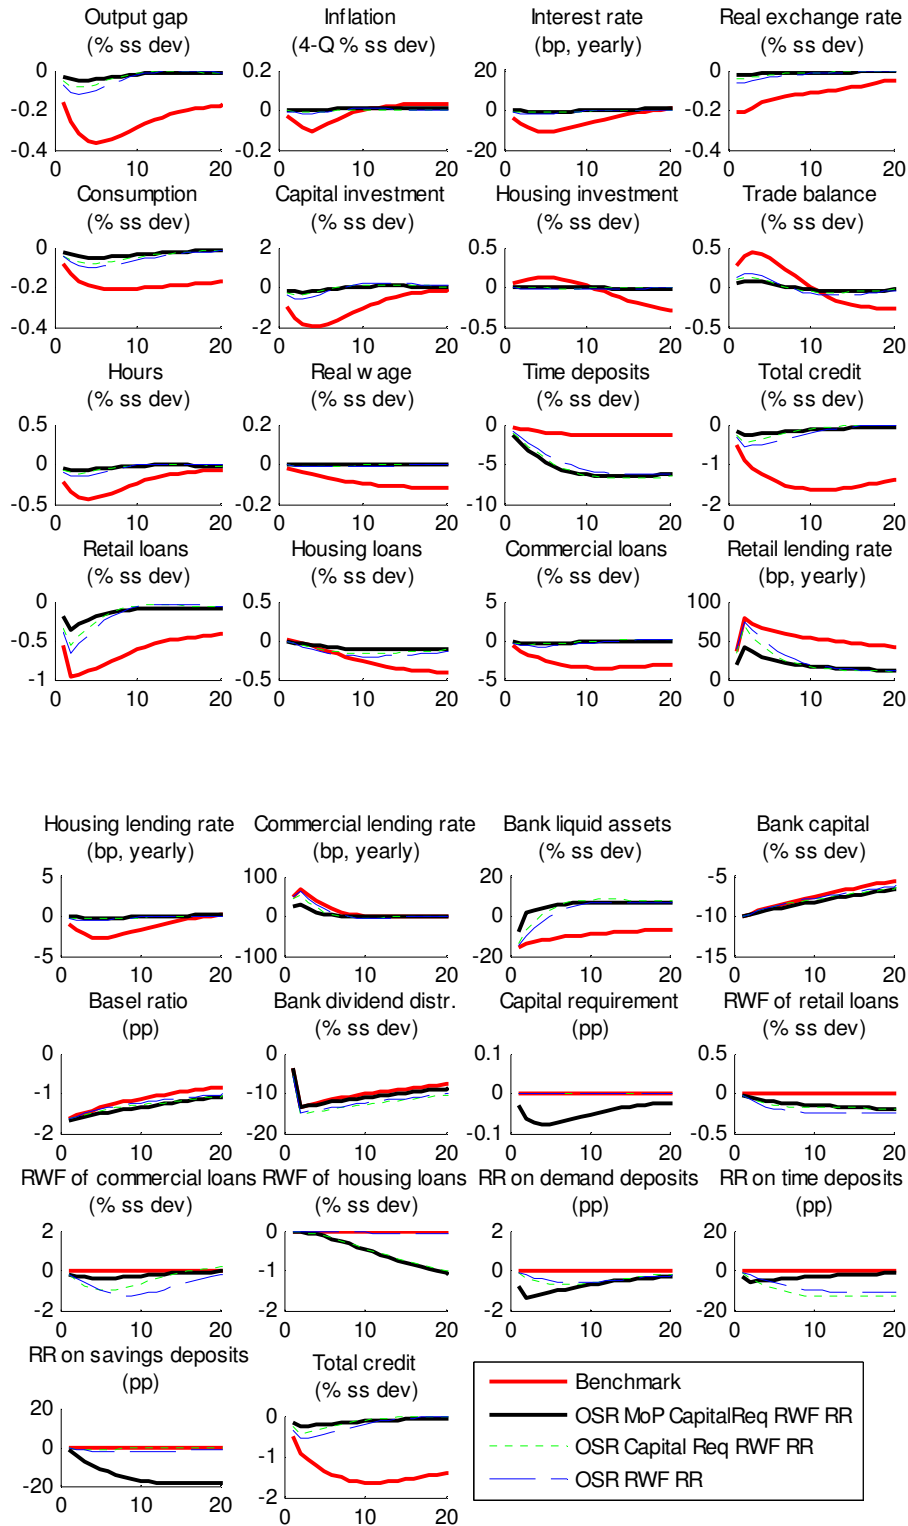 Output gap
(% ss dev)
Inflation
(4-Q % ss dev)
Interest rate
(bp, yearly)
Real exchange rate
(% ss dev)
0
-0.2
-0.4
0 10 20
0.2
0
-0.2
0 10 20
20
0
-20
0 10 20
0
-0.2
-0.4
0 10 20
Consumption
(% ss dev)
Capital investment
(% ss dev)
Housing investment
(% ss dev)
Trade balance
(% ss dev)
0
-0.2
-0.4
0 10 20
2
0
-2
0 10 20
0.5
0
-0.5
0 10 20
0.5
0
-0.5
0 10 20
Hours
(% ss dev)
Real wage
(% ss dev)
Time deposits
(% ss dev)
Total credit
(% ss dev)
0.5
0
-0.5
0 10 20
0.2
0
-0.2
0 10 20
0
-5
-10
0 10 20
0
-1
-2
0 10 20
Retail loans
(% ss dev)
Housing loans
(% ss dev)
Commercial loans
(% ss dev)
Retail lending rate
(bp, yearly)
0
-0.5
-1
0 10 20
0.5
0
-0.5
0 10 20
5
0
-5
0 10 20
100
50
0
0 10 20
Housing lending rate
(bp, yearly)
Commercial lending rate
(bp, yearly)
Bank liquid assets
(% ss dev)
Bank capital
(% ss dev)
5
0
-5
0 10 20
100
0
-100
0 10 20
20
0
-20
0 10 20
-5
-10
-15
0 10 20
Basel ratio
(pp)
Bank dividend distr.
(% ss dev)
Capital requirement
(pp)
RWF of retail loans
(% ss dev)
0
-1
-2
0 10 20
0
-10
-20
0 10 20
0.1
0
-0.1
0 10 20
0.5
0
-0.5
0 10 20
RWF of commercial loans
(% ss dev)
RWF of housing loans
(% ss dev)
RR on demand deposits
(pp)
RR on time deposits
(pp)
2
0
-2
0 10 20
0
-1
-2
0 10 20
2
0
-2
0 10 20
20
0
-20
0 10 20
RR on savings deposits
(pp)
Total credit
(% ss dev)
20
0
-20
0 10 20
0
-1
-2
0 10 20
Benchmark
OSR MoP CapitalReq RWF RR
OSR Capital Req RWF RR
OSR RWF RR